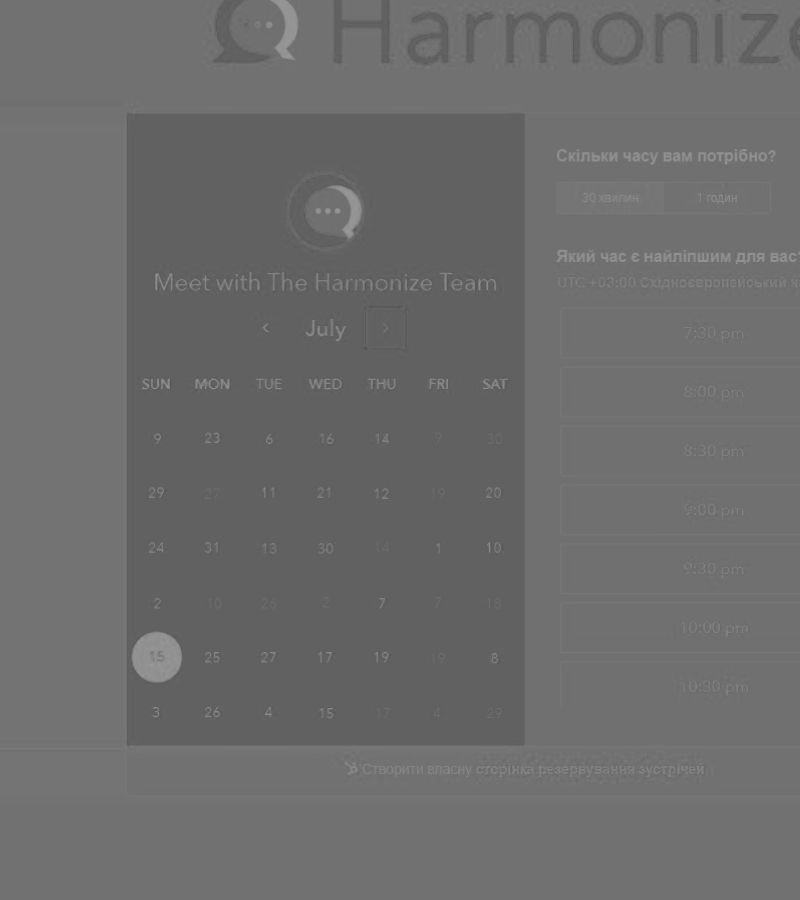 Harmonize
Meet with The Harmonize Team
July
SUN MON TUE WED THU FRI SAT
9 23 6 16 14 9 30
29 27 11 21 12 19 20
24 31 13 30 14 1 10
2 10 26 2 7 7 18
15 25 27 17 19 19 8
3 26 4 15 17 4 29
Скільки часу вам потрібно?
30 хвилин 1 годин
Який час є найліпшим для вас?
UTC +03:00 Східноєвропейський
7:30 pm
8:00 pm
8:30 pm
9:00 pm
9:30 pm
10:00 pm
10:30 pm
Створити власну сторінка резервування зустрічей